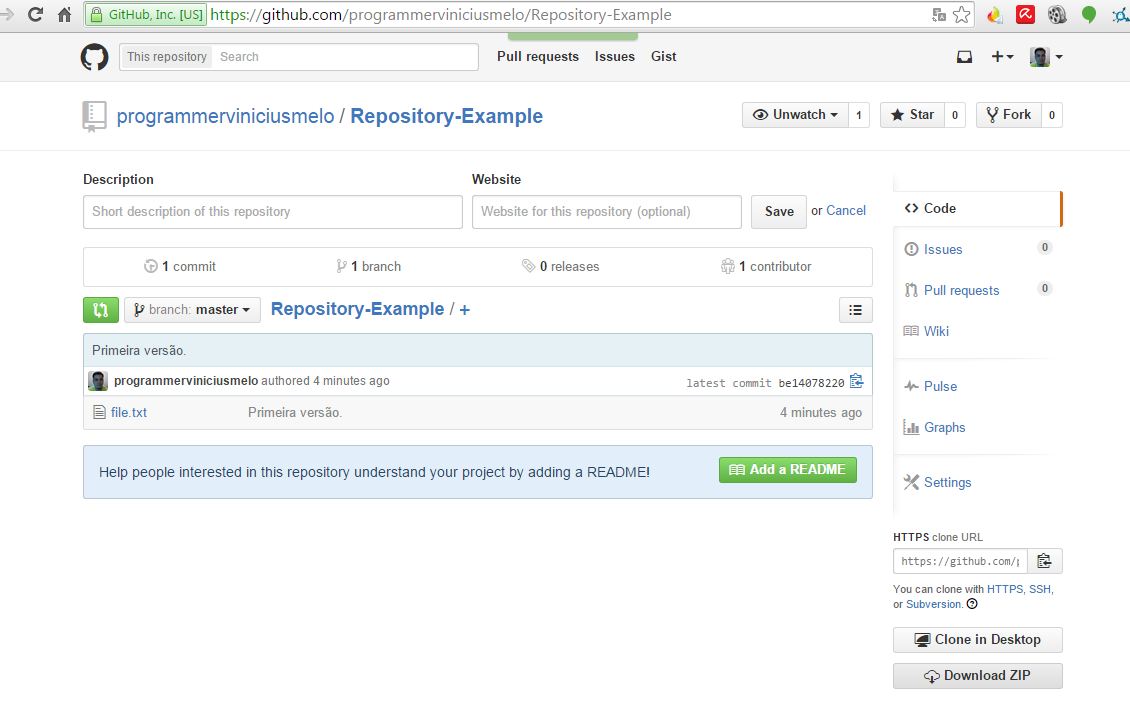 GitHub, Inc. [US] https://github.com/programmerviniciusmelo/Repository-Example
This repository Search Pull requests Issues Gist
programmerviniciusmelo / Repository-Example Unwatch 1 Star 0 Fork 0
Description Website
Short description of this repository Website for this repository (optional) Save or Cancel
1 commit 1 branch 0 releases 1 contributor
branch: master Repository-Example / +
Primeira versão.
programmerviniciusmelo authored 4 minutes ago latest commit be14078220
file.txt Primeira versão. 4 minutes ago
Help people interested in this repository understand your project by adding a README! Add a README
Code
Issues 0
Pull requests 0
Wiki
Pulse
Graphs
Settings
HTTPS clone URL
https://github.com/
You can clone with HTTPS, SSH,
or Subversion.
Clone in Desktop
Download ZIP